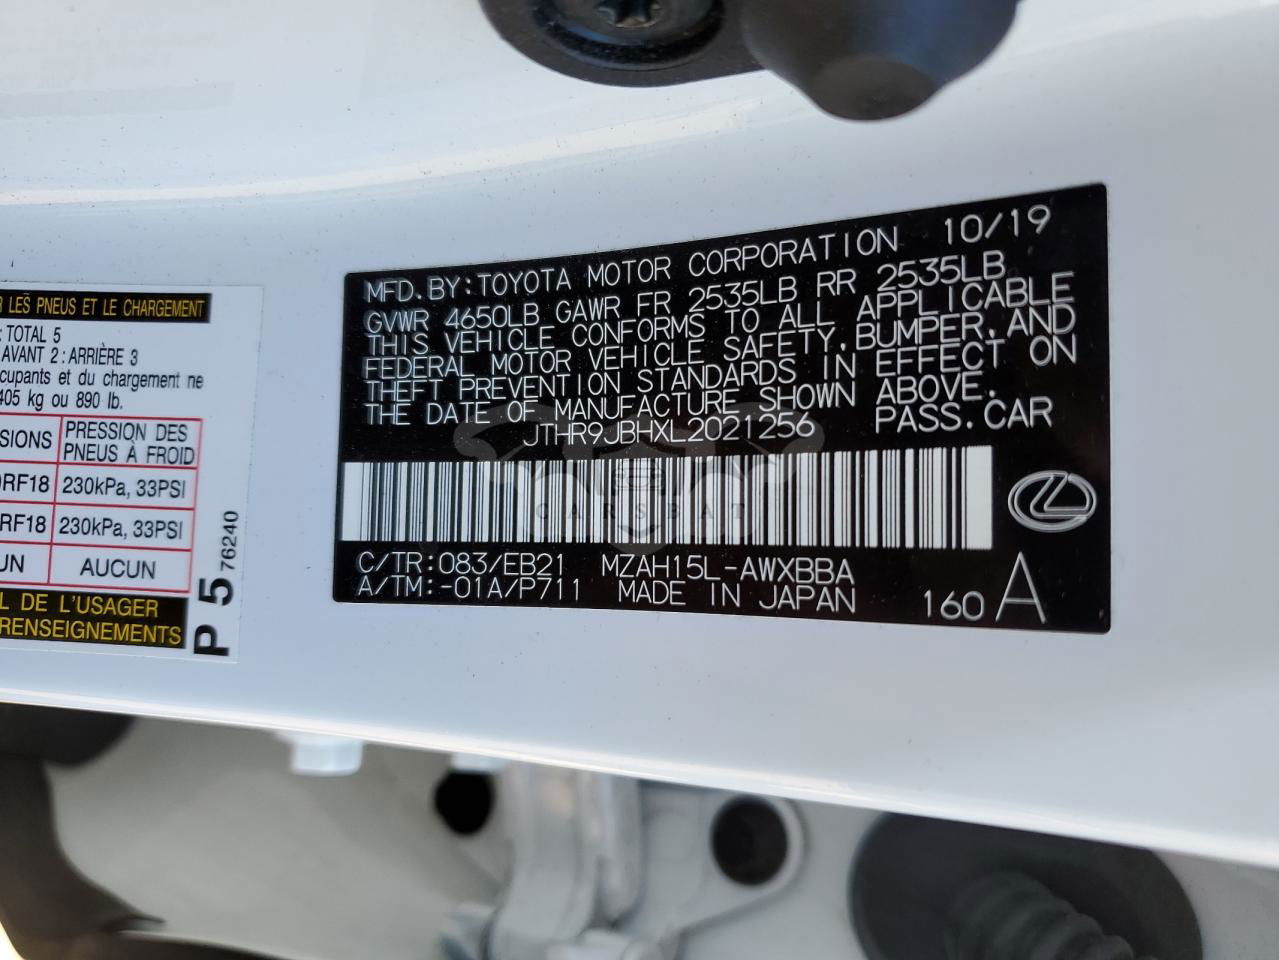 R LES PNEUS ET LE CHARGEMENT
: TOTAL 5
AVANT 2 : ARRIÈRE 3
cupants et du chargement ne
405 kg ou 890 lb.
SIONS
PRESSION DES
PNEUS À FROID
0RF18
230kPa, 33PSI
RF18
230kPa, 33PSI
UN
AUCUN
L DE L'USAGER
RENSEIGNEMENTS
P 5 76240
MFD.BY:TOYOTA MOTOR CORPORATION 10/19
GVWR 4650LB GAWR FR 2535LB RR 2535LB
THIS VEHICLE CONFORMS TO ALL APPLICABLE
FEDERAL MOTOR VEHICLE SAFETY,BUMPER,AND
THEFT PREVENTION STANDARDS IN EFFECT ON
THE DATE OF MANUFACTURE SHOWN ABOVE.
JTHR9JBHXL2021256 PASS.CAR
CARSBAT
C/TR:083/EB21 MZAH15L-AWXBBA
A/TM:-01A/P711 MADE IN JAPAN 160 A